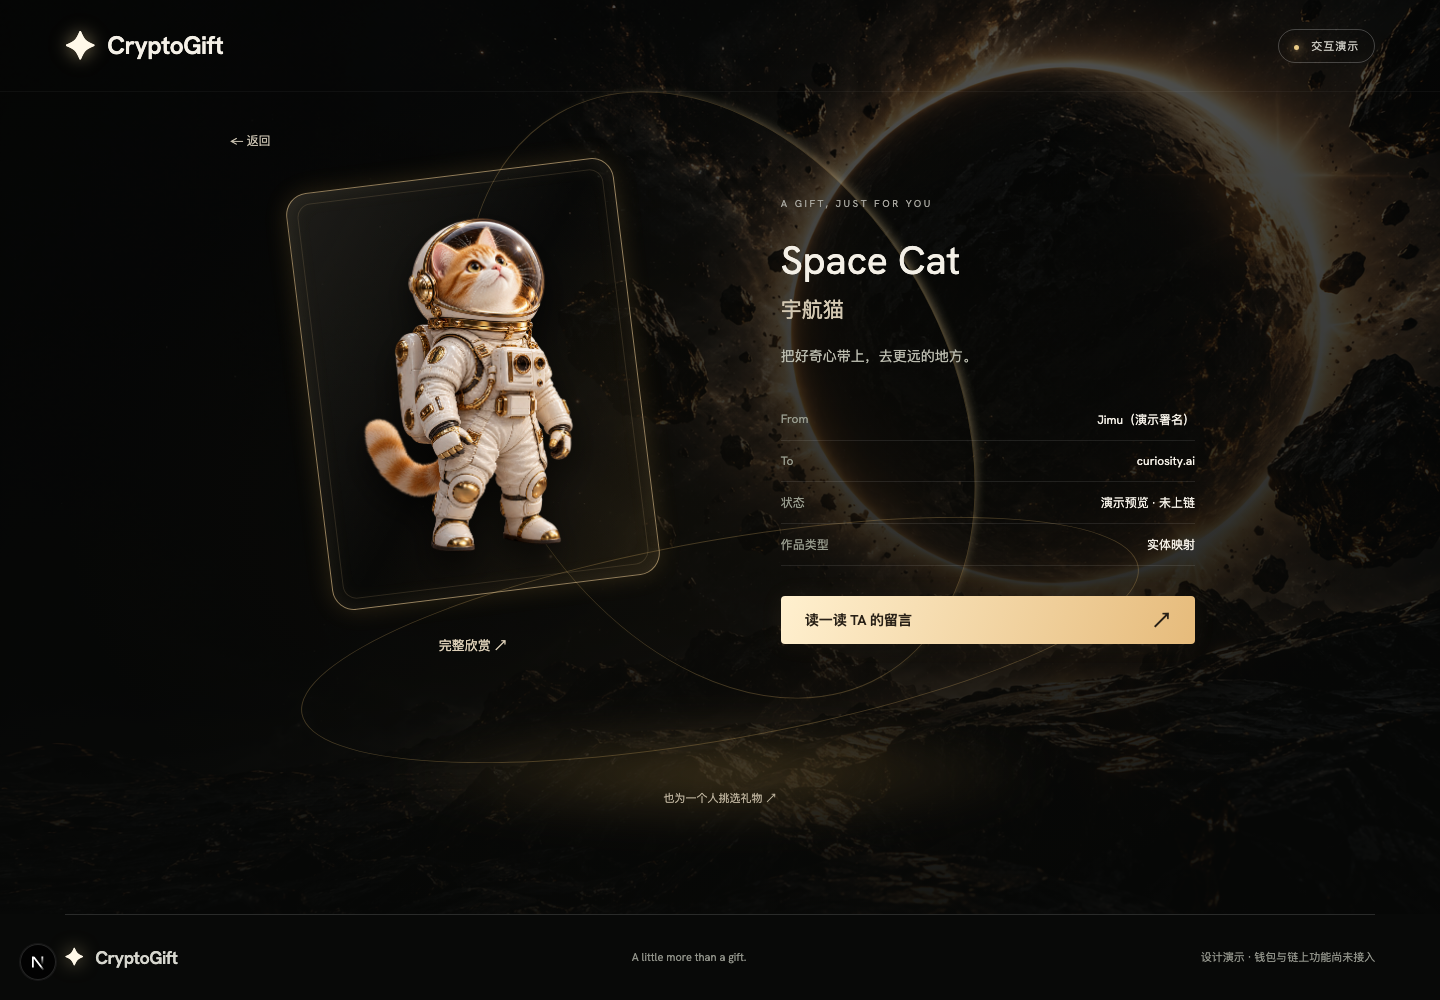 CryptoGift
交互演示
← 返回
A GIFT, JUST FOR YOU
Space Cat
宇航猫
把好奇心带上，去更远的地方。
From Jimu（演示署名）
To curiosity.ai
状态 演示预览 · 未上链
作品类型 实体映射
读一读 TA 的留言 ↗
完整欣赏 ↗
也为一个人挑选礼物 ↗
N
CryptoGift
A little more than a gift.
设计演示 · 钱包与链上功能尚未接入